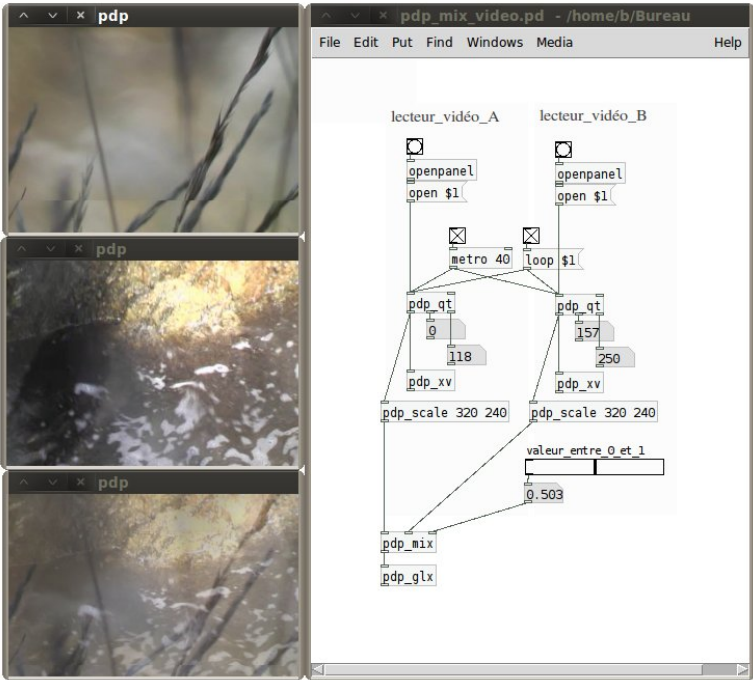 pdp
pdp
pdp
pdp_mix_video.pd - /home/b/Bureau
File Edit Put Find Windows Media Help
lecteur_vidéo_A lecteur_vidéo_B
openpanel openpanel
open $1 open $1
metro 40 loop $1
pdp_qt pdp_qt
0 157
118 250
pdp_xv pdp_xv
pdp_scale 320 240 pdp_scale 320 240
valeur_entre_0_et_1
0.503
pdp_mix
pdp_glx